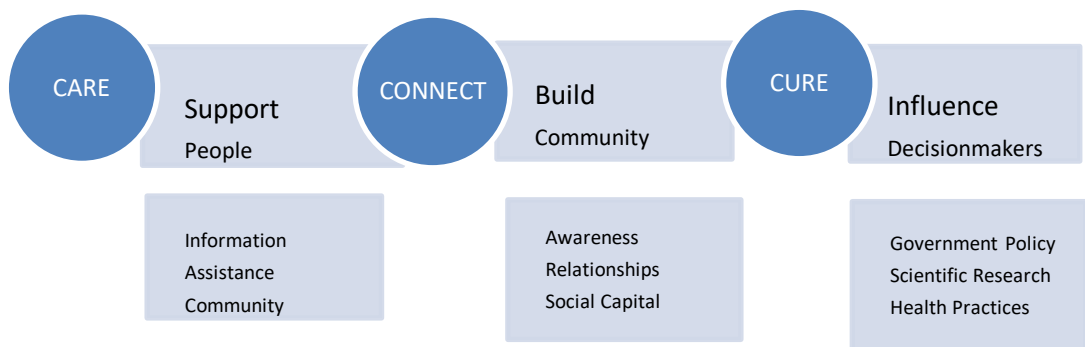 CARE
Support
People
Information
Assistance
Community
CONNECT
Build
Community
Awareness
Relationships
Social Capital
CURE
Influence
Decisionmakers
Government Policy
Scientific Research
Health Practices